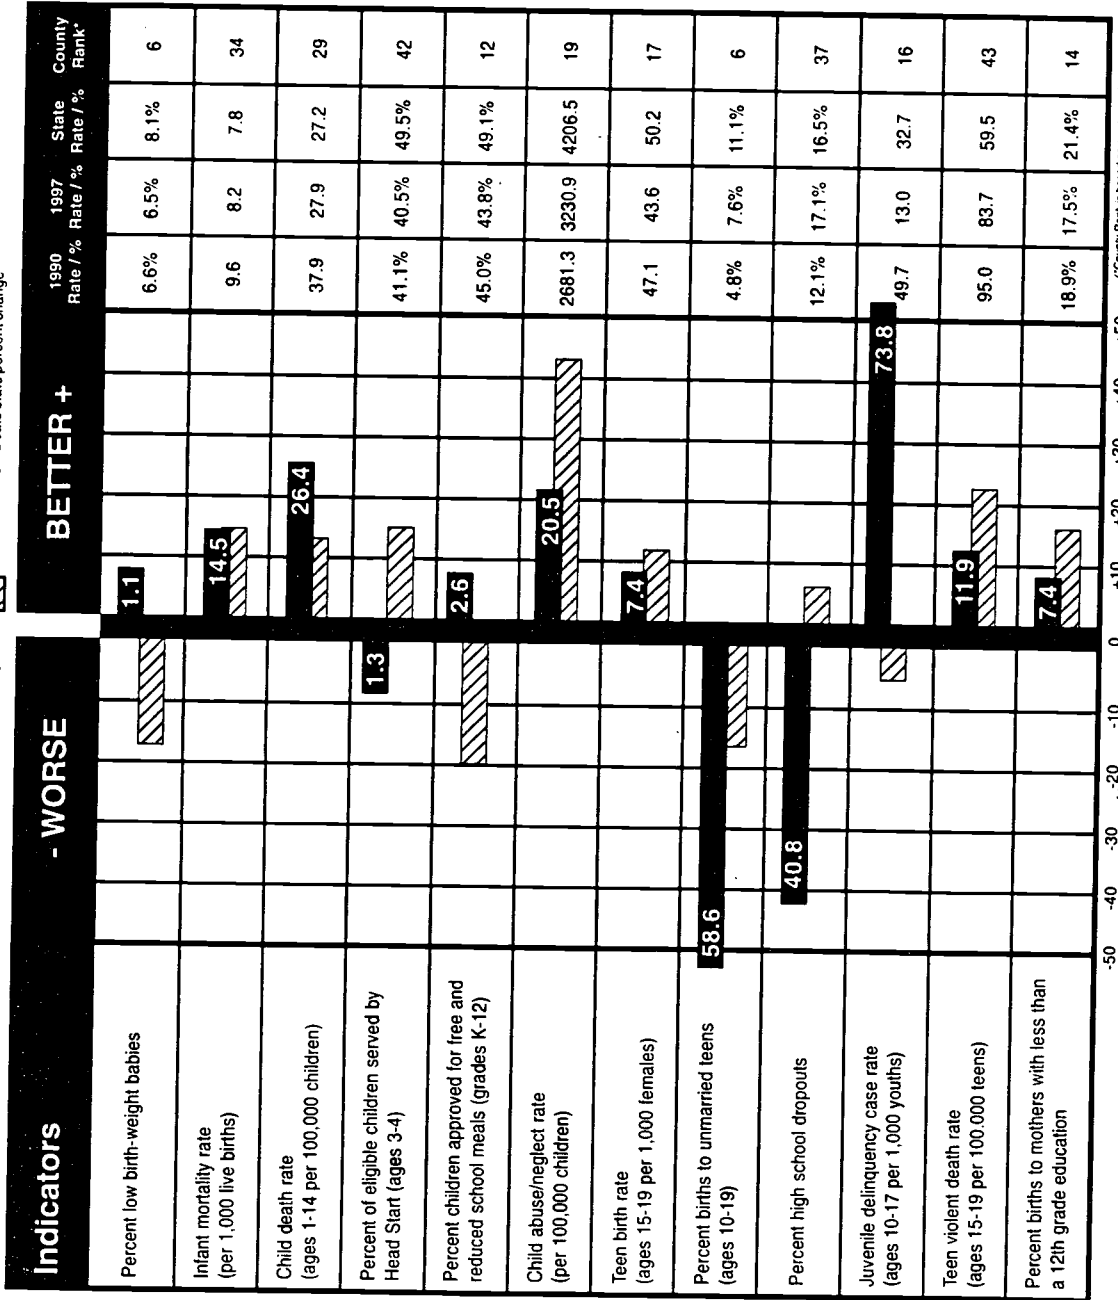 Indicators
- WORSE
BETTER +
1990 Rate / %
1997 Rate / %
State Rate / %
County Rank*
Percent low birth-weight babies 1.1 6.6% 6.5% 8.1% 6
Infant mortality rate
(per 1,000 live births) 14.5 9.6 8.2 7.8 34
Child death rate
(ages 1-14 per 100,000 children) 26.4 37.9 27.9 27.2 29
Percent of eligible children served by
Head Start (ages 3-4) 1.3 41.1% 40.5% 49.5% 42
Percent children approved for free and
reduced school meals (grades K-12) 2.6 45.0% 43.8% 49.1% 12
Child abuse/neglect rate
(per 100,000 children) 20.5 2681.3 3230.9 4206.5 19
Teen birth rate
(ages 15-19 per 1,000 females) 7.4 47.1 43.6 50.2 17
Percent births to unmarried teens
(ages 10-19) 58.6 4.8% 7.6% 11.1% 6
Percent high school dropouts 40.8 12.1% 17.1% 16.5% 37
Juvenile delinquency case rate
(ages 10-17 per 1,000 youths) 73.8 49.7 13.0 32.7 16
Teen violent death rate
(ages 15-19 per 100,000 teens) 11.9 95.0 83.7 59.5 43
Percent births to mothers with less than
a 12th grade education 7.4 18.9% 17.5% 21.4% 14
-50 -40 -30 -20 -10 0 +10 +20 +30 +40 +50